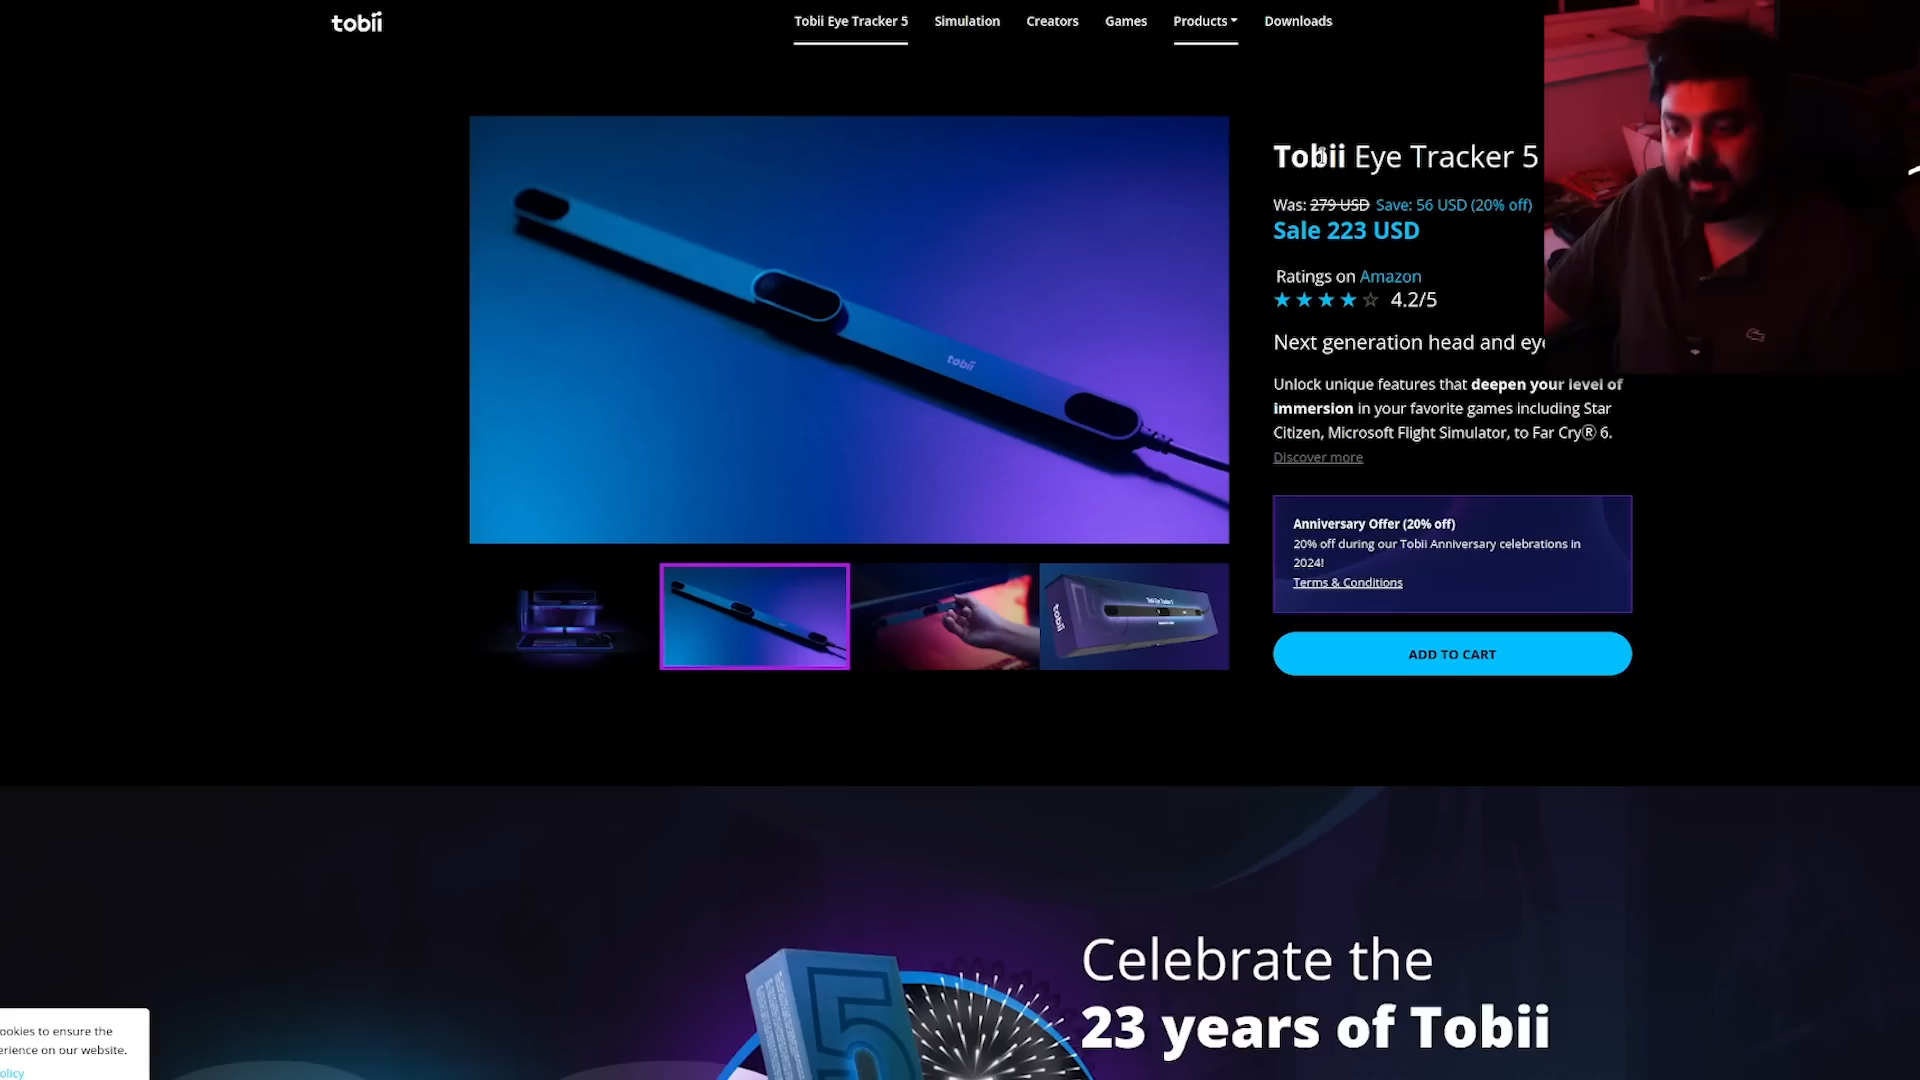 tobii
Tobii Eye Tracker 5
Simulation
Creators
Games
Products
Downloads
tobii
Tobii Eye Tracker 5
Was: 279 USD Save: 56 USD (20% off)
Sale 223 USD
Ratings on Amazon
4.2/5
Next generation head and eye
Unlock unique features that deepen your level of
immersion in your favorite games including Star
Citizen, Microsoft Flight Simulator, to Far Cry® 6.
Discover more
Anniversary Offer (20% off)
20% off during our Tobii Anniversary celebrations in
2024!
Terms & Conditions
ADD TO CART
tobii
Celebrate the
23 years of Tobii
5
ookies to ensure the
erience on our website.
olicy